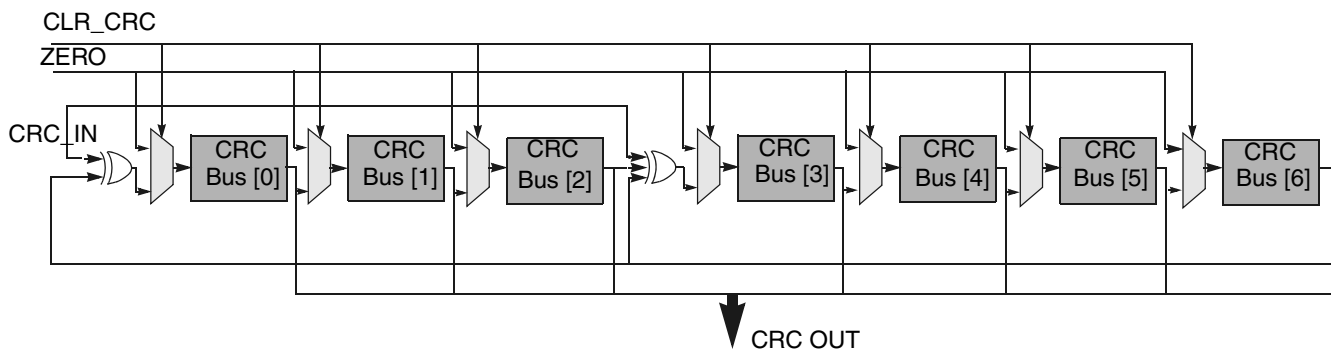 CLR_CRC
ZERO
CRC_IN
CRC
Bus [0]
CRC
Bus [1]
CRC
Bus [2]
CRC
Bus [3]
CRC
Bus [4]
CRC
Bus [5]
CRC
Bus [6]
CRC OUT